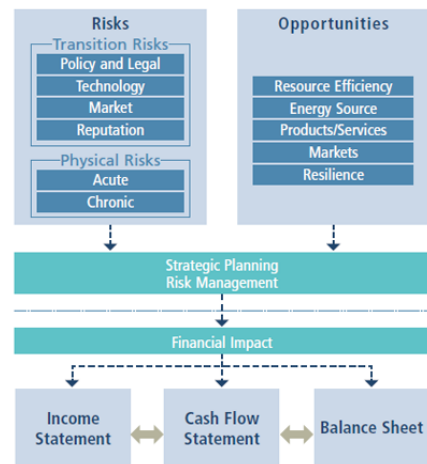 Risks
Transition Risks
Policy and Legal
Technology
Market
Reputation
Physical Risks
Acute
Chronic
Opportunities
Resource Efficiency
Energy Source
Products/Services
Markets
Resilience
Strategic Planning
Risk Management
Financial Impact
Income
Statement
Cash Flow
Statement
Balance Sheet